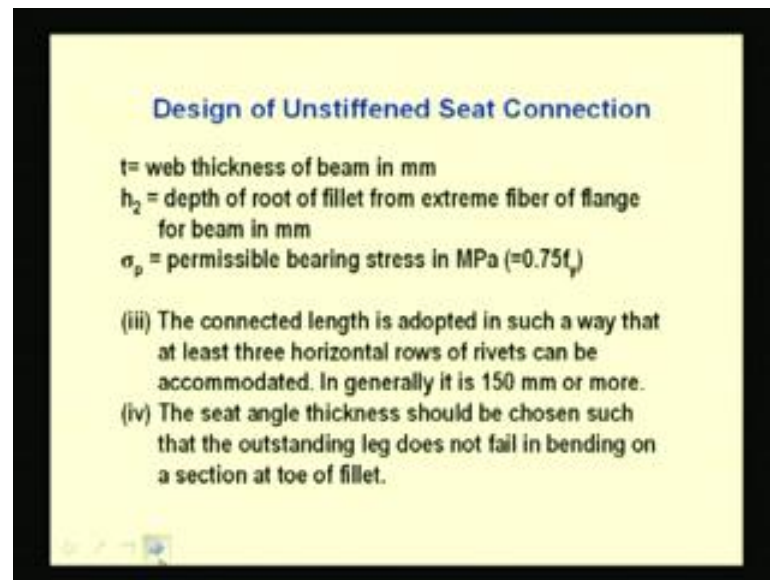 Design of Unstiffened Seat Connection
t= web thickness of beam in mm
h₂ = depth of root of fillet from extreme fiber of flange
for beam in mm
σₚ = permissible bearing stress in MPa (=0.75fᵧ)
(iii) The connected length is adopted in such a way that
at least three horizontal rows of rivets can be
accommodated. In generally it is 150 mm or more.
(iv) The seat angle thickness should be chosen such
that the outstanding leg does not fail in bending on
a section at toe of fillet.